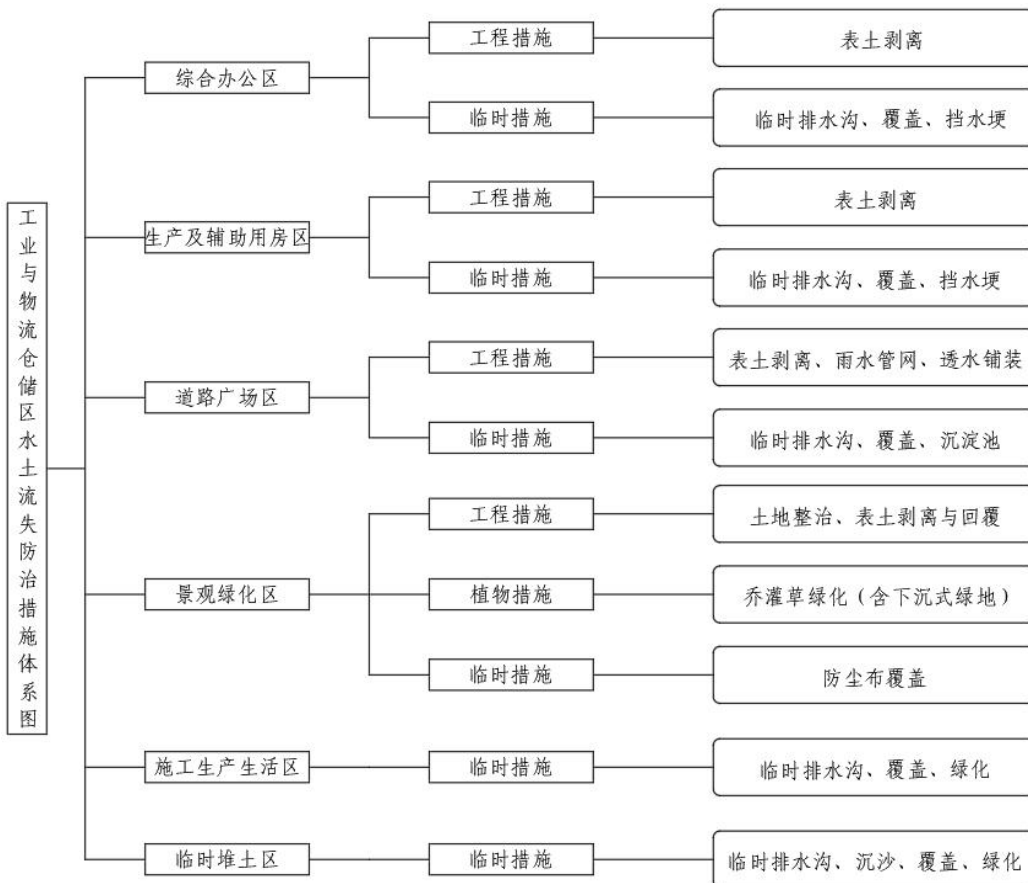 工业与物流仓储区水土流失防治措施体系图
综合办公区
工程措施
表土剥离
临时措施
临时排水沟、覆盖、挡水埂
生产及辅助用房区
工程措施
表土剥离
临时措施
临时排水沟、覆盖、挡水埂
道路广场区
工程措施
表土剥离、雨水管网、透水铺装
临时措施
临时排水沟、覆盖、沉淀池
景观绿化区
工程措施
土地整治、表土剥离与回覆
植物措施
乔灌草绿化（含下沉式绿地）
临时措施
防尘布覆盖
施工生产生活区
临时措施
临时排水沟、覆盖、绿化
临时堆土区
临时措施
临时排水沟、沉沙、覆盖、绿化